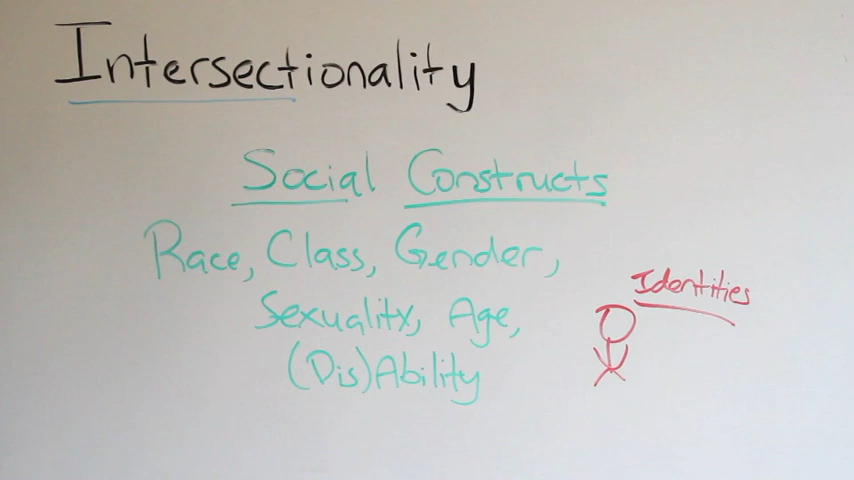 Intersectionality
Social Constructs
Race, Class, Gender,
Sexuality, Age,
(Dis)Ability
Identities